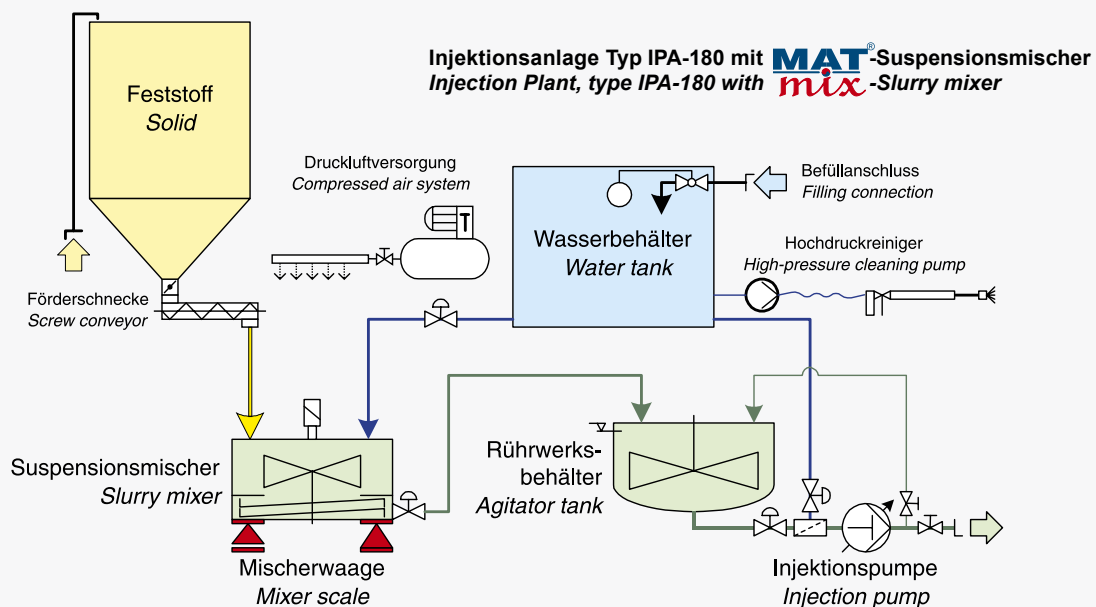 Injektionsanlage Typ IPA-180 mit MAT®-Suspensionsmischer
Injection Plant, type IPA-180 with mix-Slurry mixer
Feststoff
Solid
Druckluftversorgung
Compressed air system
Befüllanschluss
Filling connection
Wasserbehälter
Water tank
Hochdruckreiniger
High-pressure cleaning pump
Förderschnecke
Screw conveyor
Suspensionsmischer
Slurry mixer
Rührwerks-
behälter
Agitator tank
Mischerwaage
Mixer scale
Injektionspumpe
Injection pump